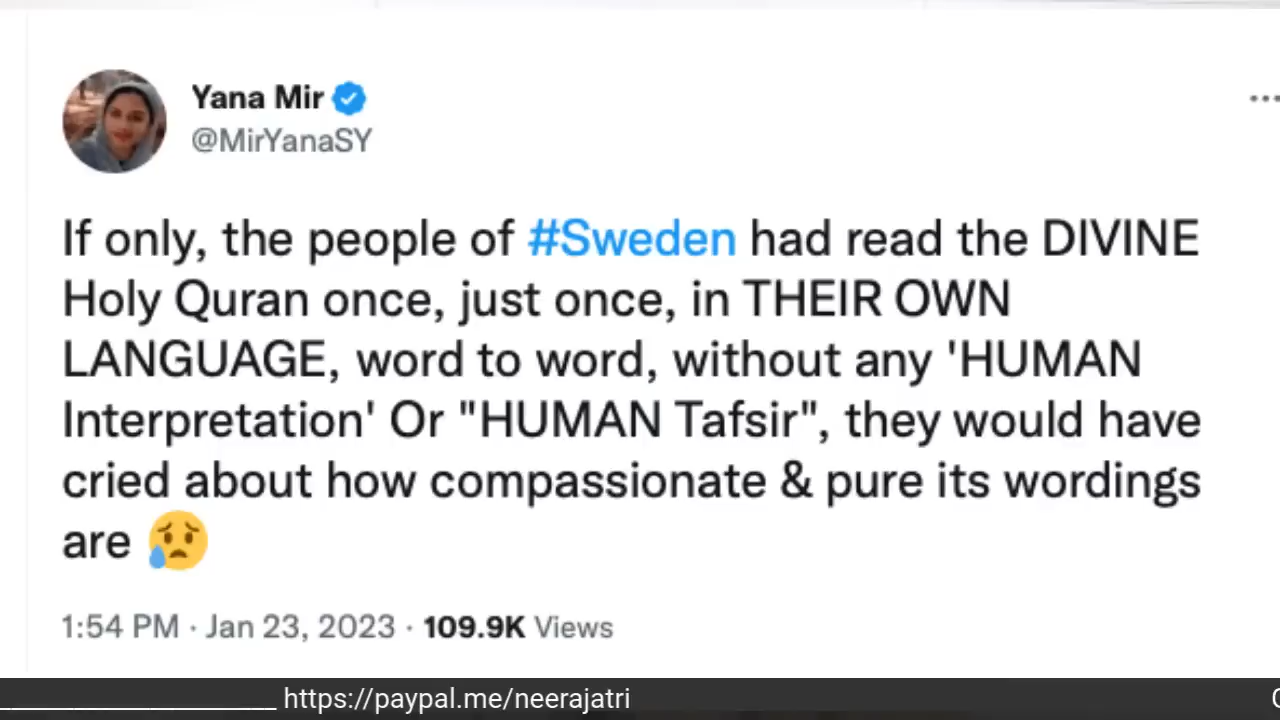 Yana Mir
@MirYanaSY
If only, the people of #Sweden had read the DIVINE
Holy Quran once, just once, in THEIR OWN
LANGUAGE, word to word, without any 'HUMAN
Interpretation' Or "HUMAN Tafsir", they would have
cried about how compassionate & pure its wordings
are 😥
1:54 PM · Jan 23, 2023 · 109.9K Views
https://paypal.me/neerajatri